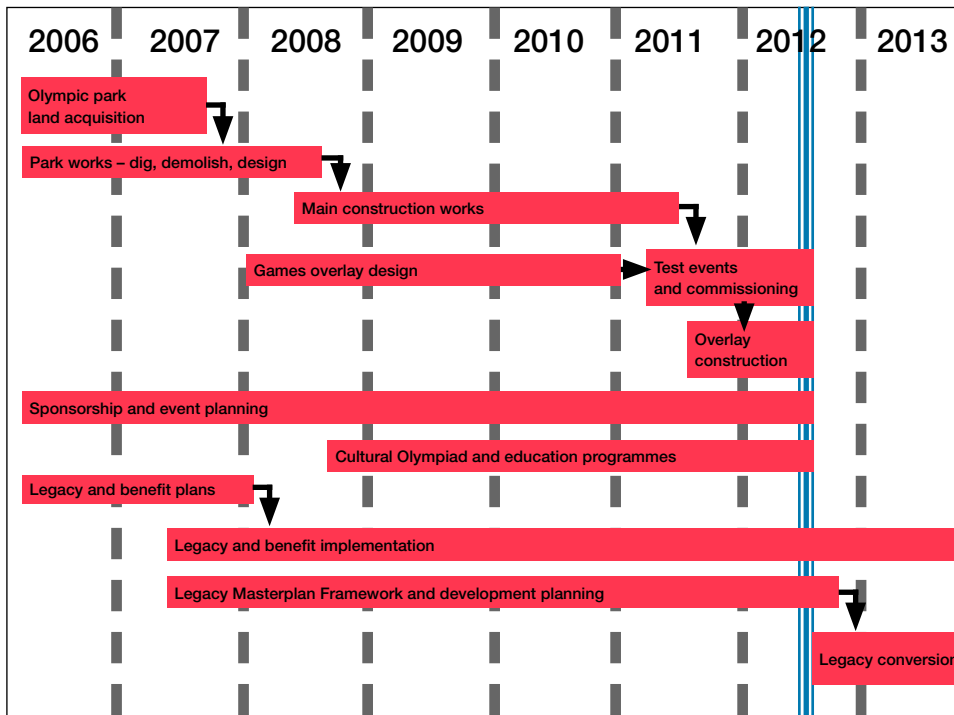 2006 2007 2008 2009 2010 2011 2012 2013
Olympic park
land acquisition
Park works – dig, demolish, design
Main construction works
Games overlay design
Test events
and commissioning
Overlay
construction
Sponsorship and event planning
Cultural Olympiad and education programmes
Legacy and benefit plans
Legacy and benefit implementation
Legacy Masterplan Framework and development planning
Legacy conversion